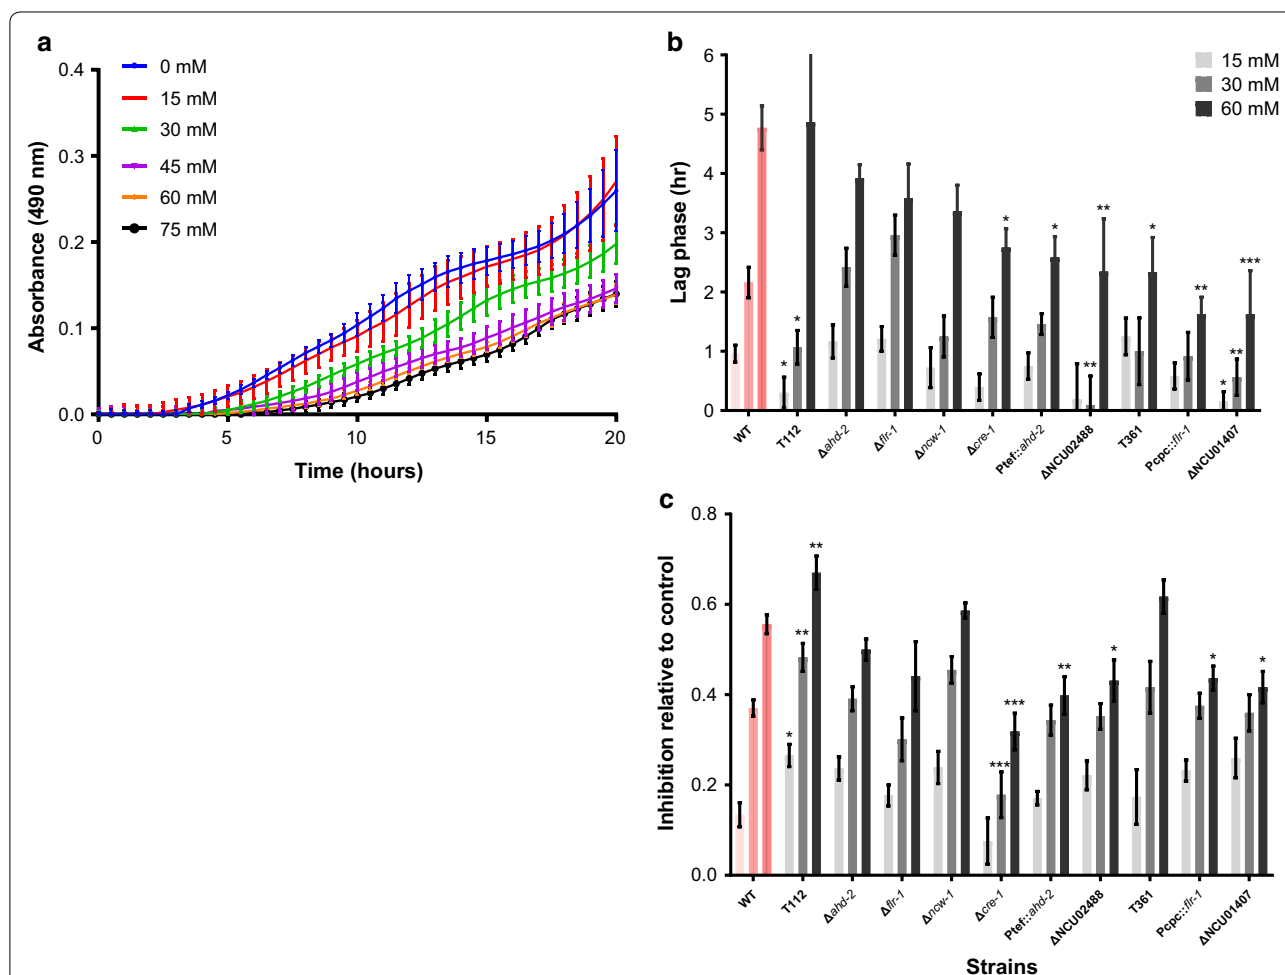 a
0 mM
15 mM
30 mM
45 mM
60 mM
75 mM
Absorbance (490 nm)
0.4
0.3
0.2
0.1
0.0
0 5 10 15 20
Time (hours)
b
15 mM
30 mM
60 mM
Lag phase (hr)
6
5
4
3
2
1
0
* * * * ** ** * ** * ** ***
WT T112 Δahd-2 Δflr-1 Δncw-1 Δcre-1 Ptef::ahd-2 ΔNCU02488 T361 Pcpc::flr-1 ΔNCU01407
c
Inhibition relative to control
0.8
0.6
0.4
0.2
0.0
* ** ** *** *** ** * * *
WT T112 Δahd-2 Δflr-1 Δncw-1 Δcre-1 Ptef::ahd-2 ΔNCU02488 T361 Pcpc::flr-1 ΔNCU01407
Strains